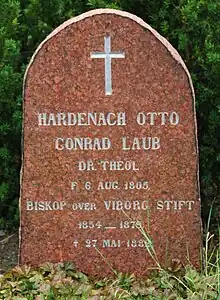 HARDENACH OTTO
CONRAD LAUB
DR. THEOL
F. 6 AUG. 1805
BISKOP OVER VIBORG STIFT
1854 — 1878
† 27 MAI 1882